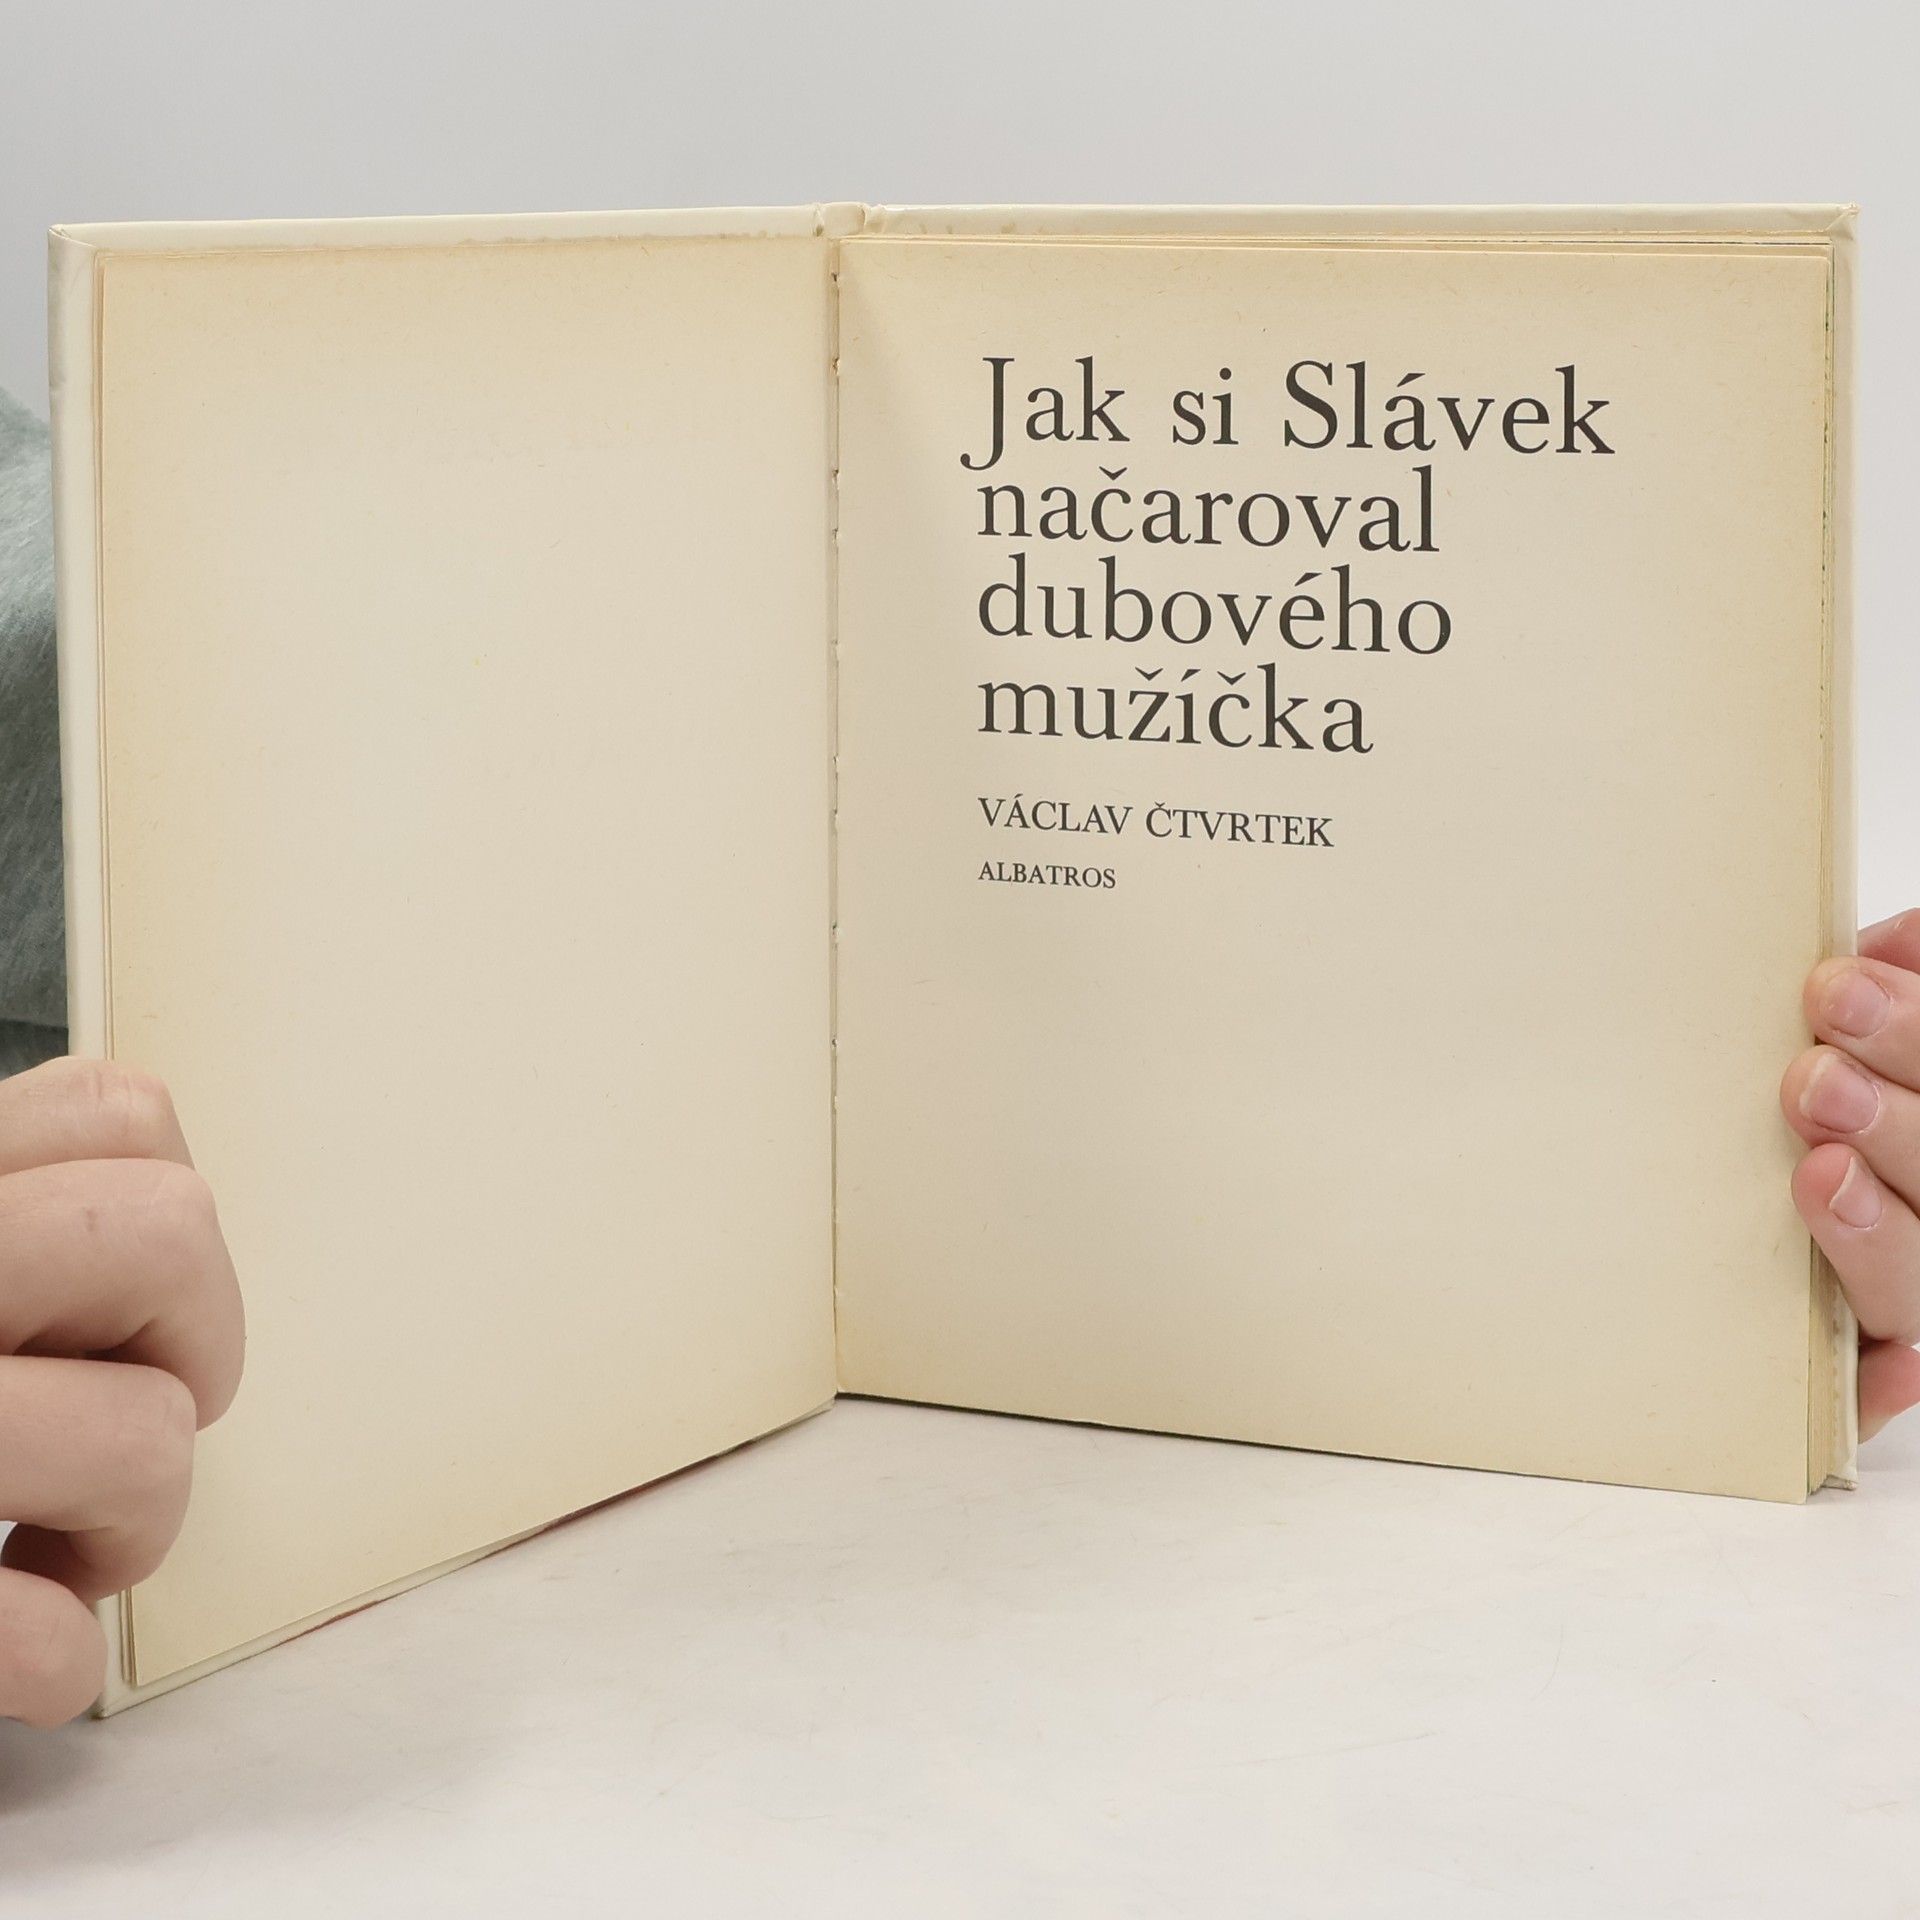 Jak si Slávek
načaroval
dubového
mužíčka
VÁCLAV ČTVRTEK
ALBATROS